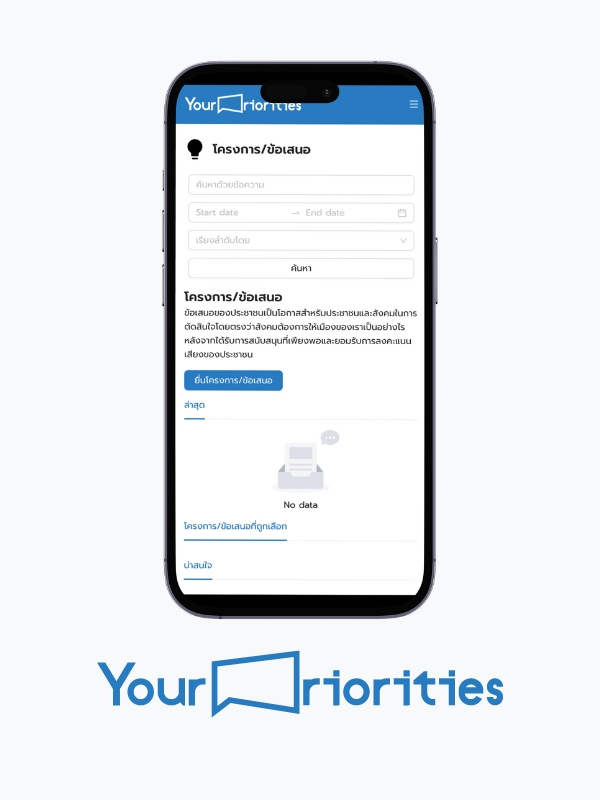 Your riorities
โครงการ/ข้อเสนอ
ค้นหาด้วยข้อความ
Start date → End date
เรียงลำดับโดย
ค้นหา
โครงการ/ข้อเสนอ
ข้อเสนอของประชาชนเป็นโอกาสสำหรับประชาชนและสังคมในการ
ตัดสินใจโดยตรงว่าสังคมต้องการให้เมืองของเราเป็นอย่างไร
หลังจากได้รับการสนับสนุนที่เพียงพอและยอมรับการลงคะแนน
เสียงของประชาชน
ยื่นโครงการ/ข้อเสนอ
ล่าสุด
No data
โครงการ/ข้อเสนอที่ถูกเลือก
น่าสนใจ
Your riorities